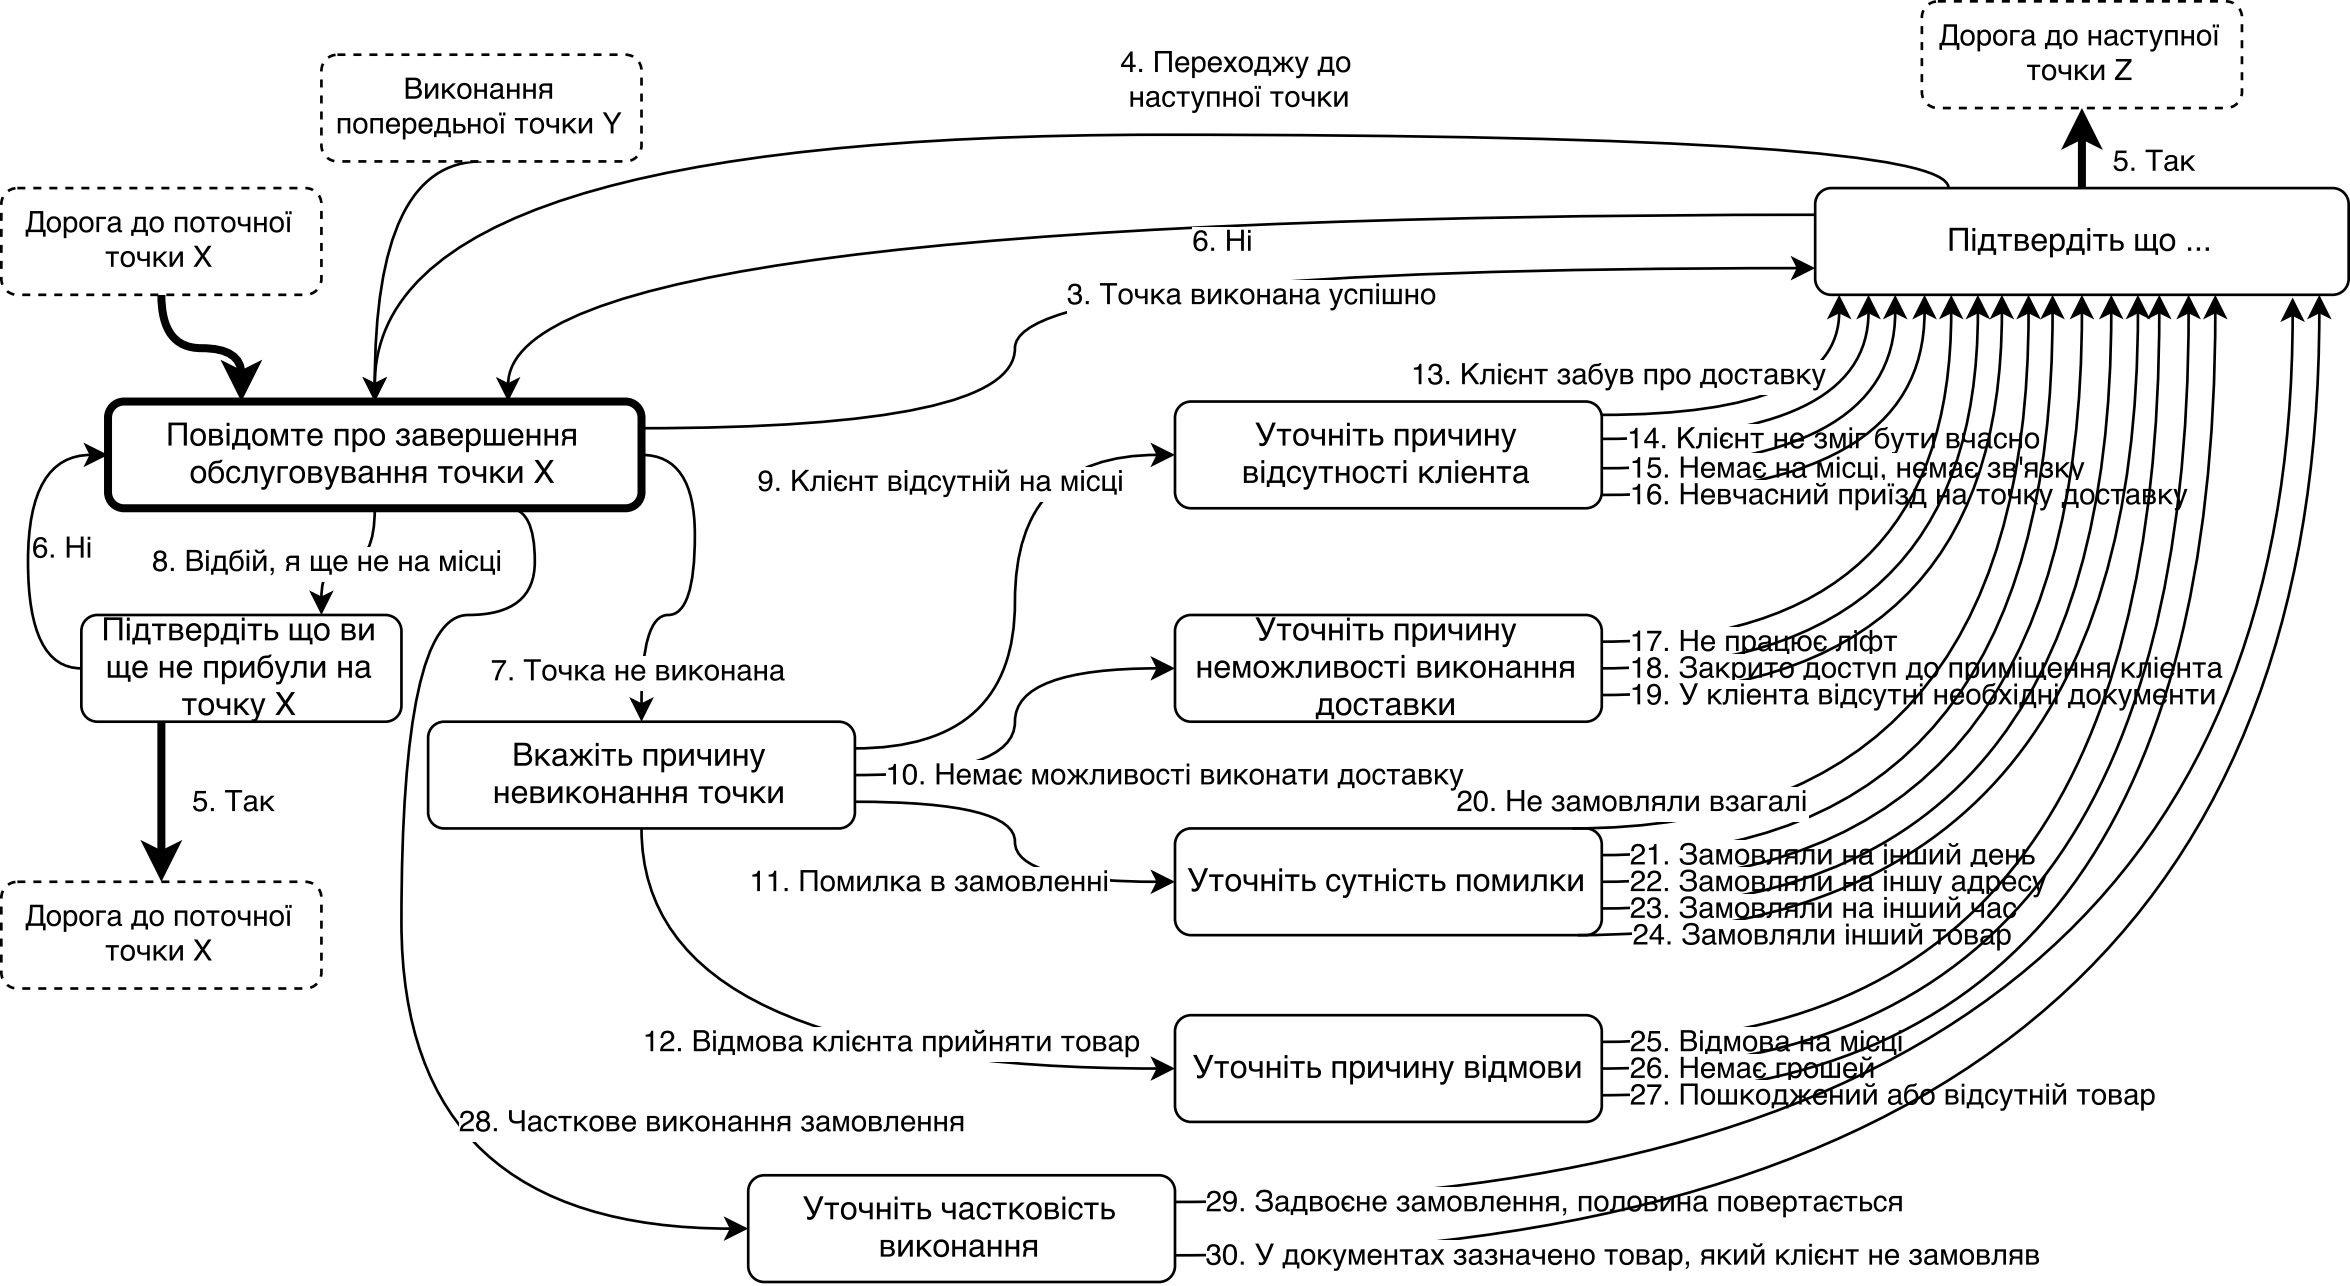 Дорога до наступної
точки Z
4. Переходжу до
наступної точки
Виконання
попередьної точки Y
5. Так
Дорога до поточної
точки X
Підтвердіть що ...
6. Ні
3. Точка виконана успішно
13. Клієнт забув про доставку
Повідомте про завершення
обслуговування точки X
Уточніть причину
відсутності клієнта
14. Клієнт не зміг бути вчасно
15. Немає на місці, немає зв'язку
16. Невчасний приїзд на точку доставку
9. Клієнт відсутній на місці
6. Ні
8. Відбій, я ще не на місці
Підтвердіть що ви
ще не прибули на
точку X
7. Точка не виконана
Уточніть причину
неможливості виконання
доставки
17. Не працює ліфт
18. Закрито доступ до приміщення клієнта
19. У клієнта відсутні необхідні документи
Вкажіть причину
невиконання точки
10. Немає можливості виконати доставку
5. Так
20. Не замовляли взагалі
11. Помилка в замовленні
Уточніть сутність помилки
21. Замовляли на інший день
22. Замовляли на іншу адресу
23. Замовляли на інший час
24. Замовляли інший товар
Дорога до поточної
точки X
12. Відмова клієнта прийняти товар
Уточніть причину відмови
25. Відмова на місці
26. Немає грошей
27. Пошкоджений або відсутній товар
28. Часткове виконання замовлення
Уточніть частковість
виконання
29. Задвоєне замовлення, половина повертається
30. У документах зазначено товар, який клієнт не замовляв